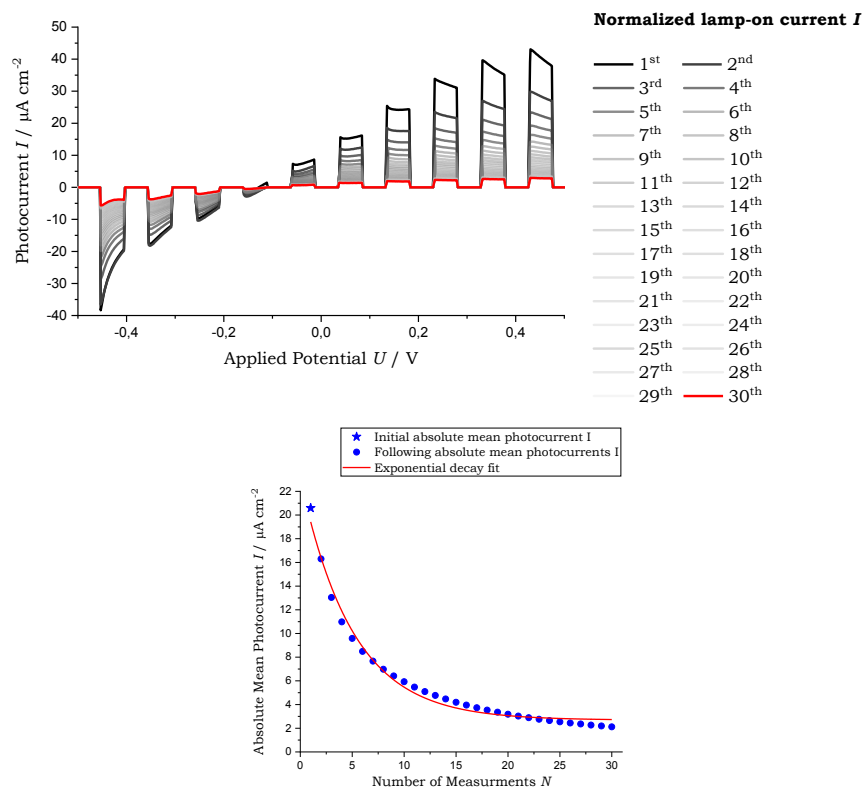 Normalized lamp-on current I
1st 2nd
3rd 4th
5th 6th
7th 8th
9th 10th
11th 12th
13th 14th
15th 16th
17th 18th
19th 20th
21th 22th
23th 24th
25th 26th
27th 28th
29th 30th
Photocurrent I / µA cm-2
50
40
30
20
10
0
-10
-20
-30
-40
-0,4 -0,2 0,0 0,2 0,4
Applied Potential U / V
Initial absolute mean photocurrent I
Following absolute mean photocurrents I
Exponential decay fit
Absolute Mean Photocurrent I / µA cm-2
22
20
18
16
14
12
10
8
6
4
2
0
0 5 10 15 20 25 30
Number of Measurments N